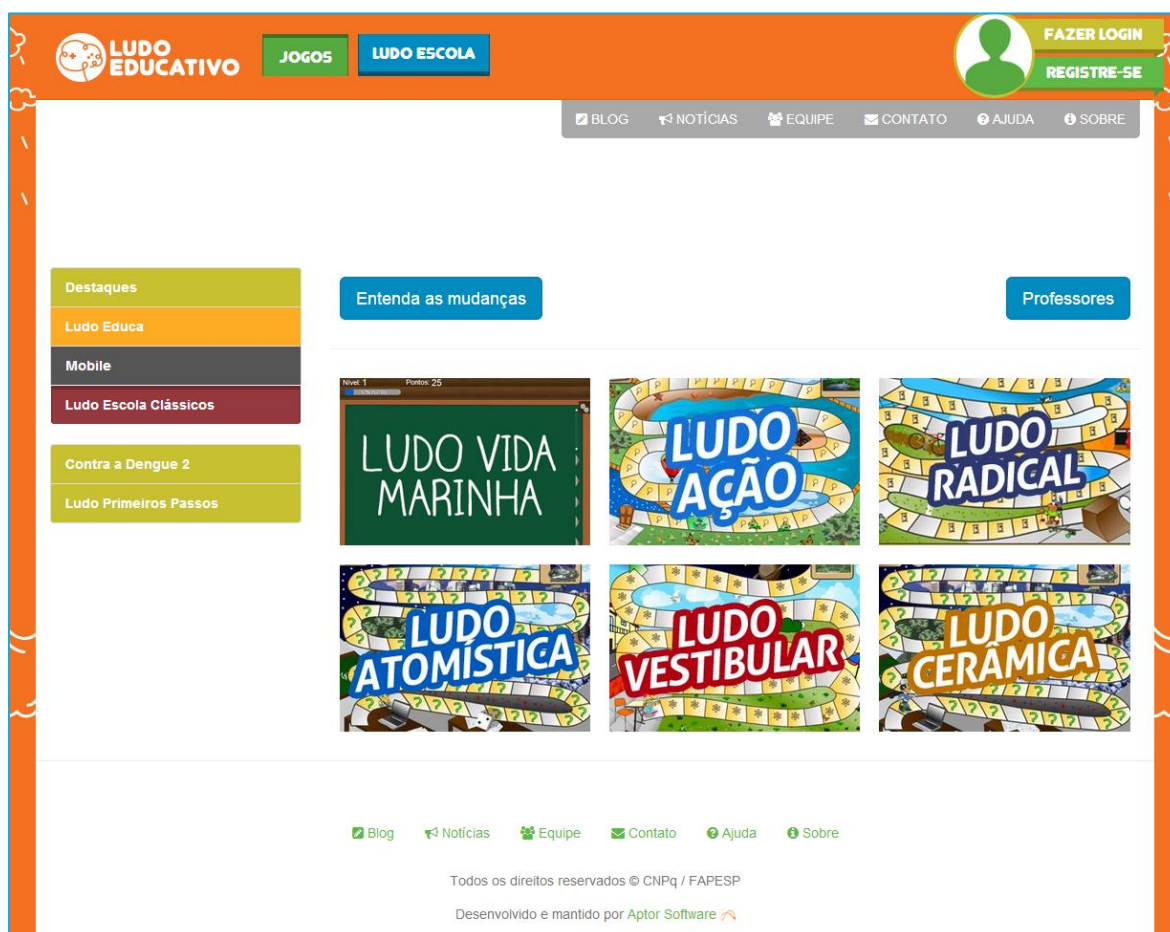 LUDO
EDUCATIVO
JOGOS
LUDO ESCOLA
FAZER LOGIN
REGISTRE-SE
BLOG NOTÍCIAS EQUIPE CONTATO AJUDA SOBRE
Destaques
Ludo Educa
Mobile
Ludo Escola Clássicos
Contra a Dengue 2
Ludo Primeiros Passos
Entenda as mudanças
Professores
Nível: 1 Pontos: 25
LUDO VIDA
MARINHA
LUDO
AÇÃO
LUDO
RADICAL
LUDO
ATOMÍSTICA
LUDO
VESTIBULAR
LUDO
CERÂMICA
Blog Notícias Equipe Contato Ajuda Sobre
Todos os direitos reservados © CNPq / FAPESP
Desenvolvido e mantido por Aptor Software